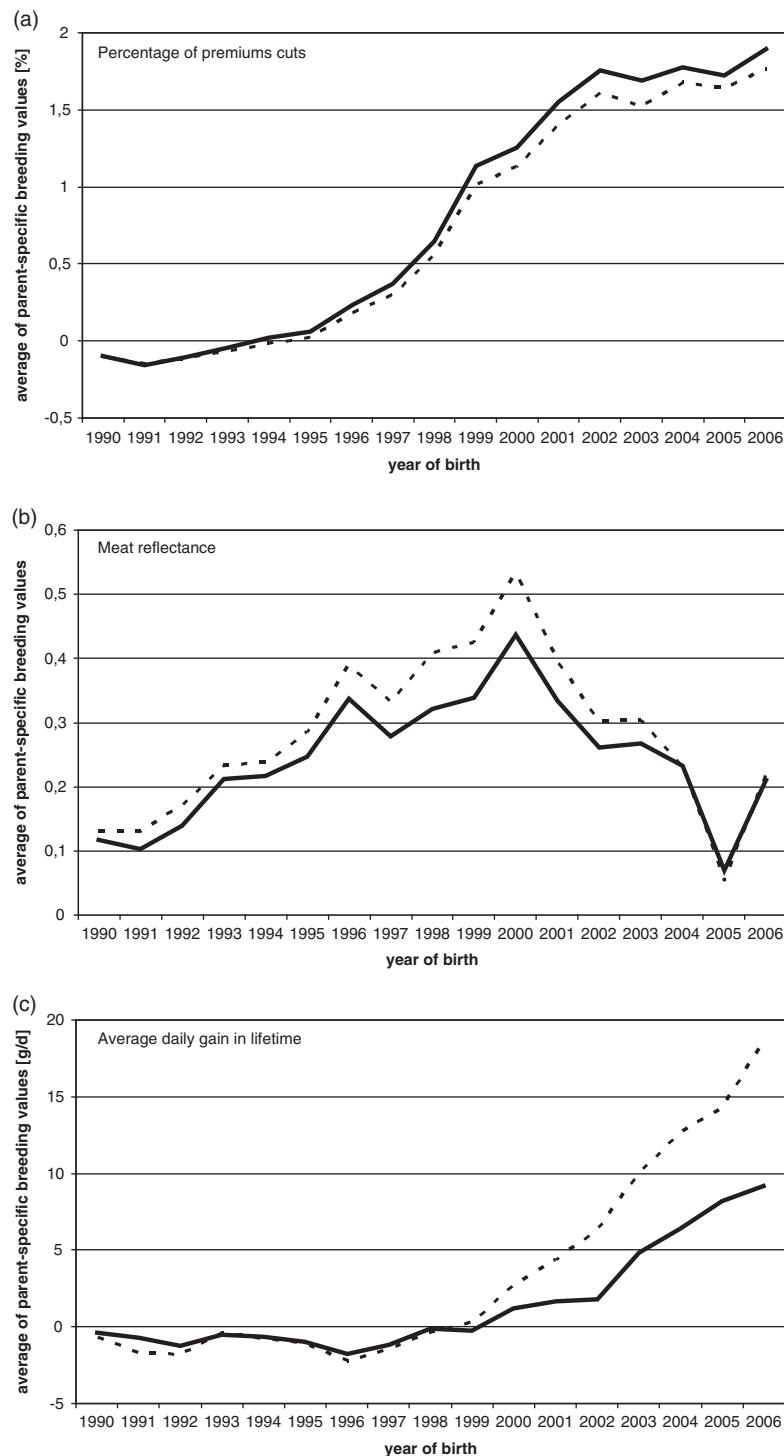 (a)
2
Percentage of premiums cuts
1,5
1
0,5
0
-0,5
average of parent-specific breeding values [%]
1990 1991 1992 1993 1994 1995 1996 1997 1998 1999 2000 2001 2002 2003 2004 2005 2006
year of birth
(b)
0,6
Meat reflectance
0,5
0,4
0,3
0,2
0,1
0
average of parent-specific breeding values
1990 1991 1992 1993 1994 1995 1996 1997 1998 1999 2000 2001 2002 2003 2004 2005 2006
year of birth
(c)
20
Average daily gain in lifetime
15
10
5
0
-5
average of parent-specific breeding values [g/d]
1990 1991 1992 1993 1994 1995 1996 1997 1998 1999 2000 2001 2002 2003 2004 2005 2006
year of birth